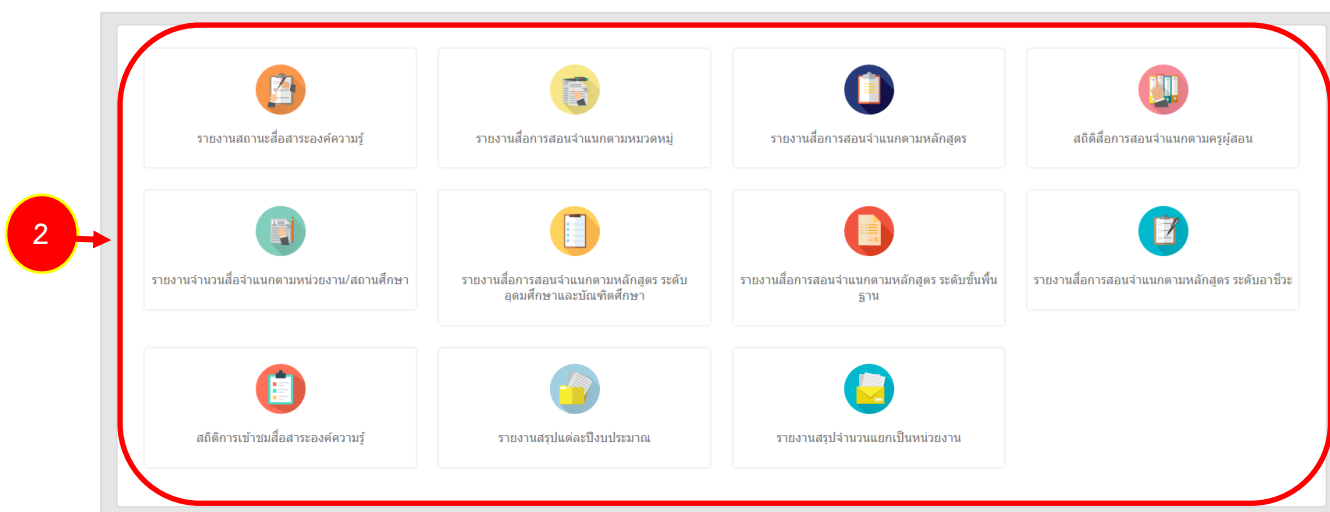 รายงานสถานะสื่อสาระองค์ความรู้
รายงานสื่อการสอนจำแนกตามหมวดหมู่
รายงานสื่อการสอนจำแนกตามหลักสูตร
สถิติสื่อการสอนจำแนกตามครูผู้สอน
2
รายงานจำนวนสื่อจำแนกตามหน่วยงาน/สถานศึกษา
รายงานสื่อการสอนจำแนกตามหลักสูตร ระดับ
อุดมศึกษาและบัณฑิตศึกษา
รายงานสื่อการสอนจำแนกตามหลักสูตร ระดับขั้นพื้น
ฐาน
รายงานสื่อการสอนจำแนกตามหลักสูตร ระดับอาชีวะ
สถิติการเข้าชมสื่อสาระองค์ความรู้
รายงานสรุปแต่ละปีงบประมาณ
รายงานสรุปจำนวนแยกเป็นหน่วยงาน